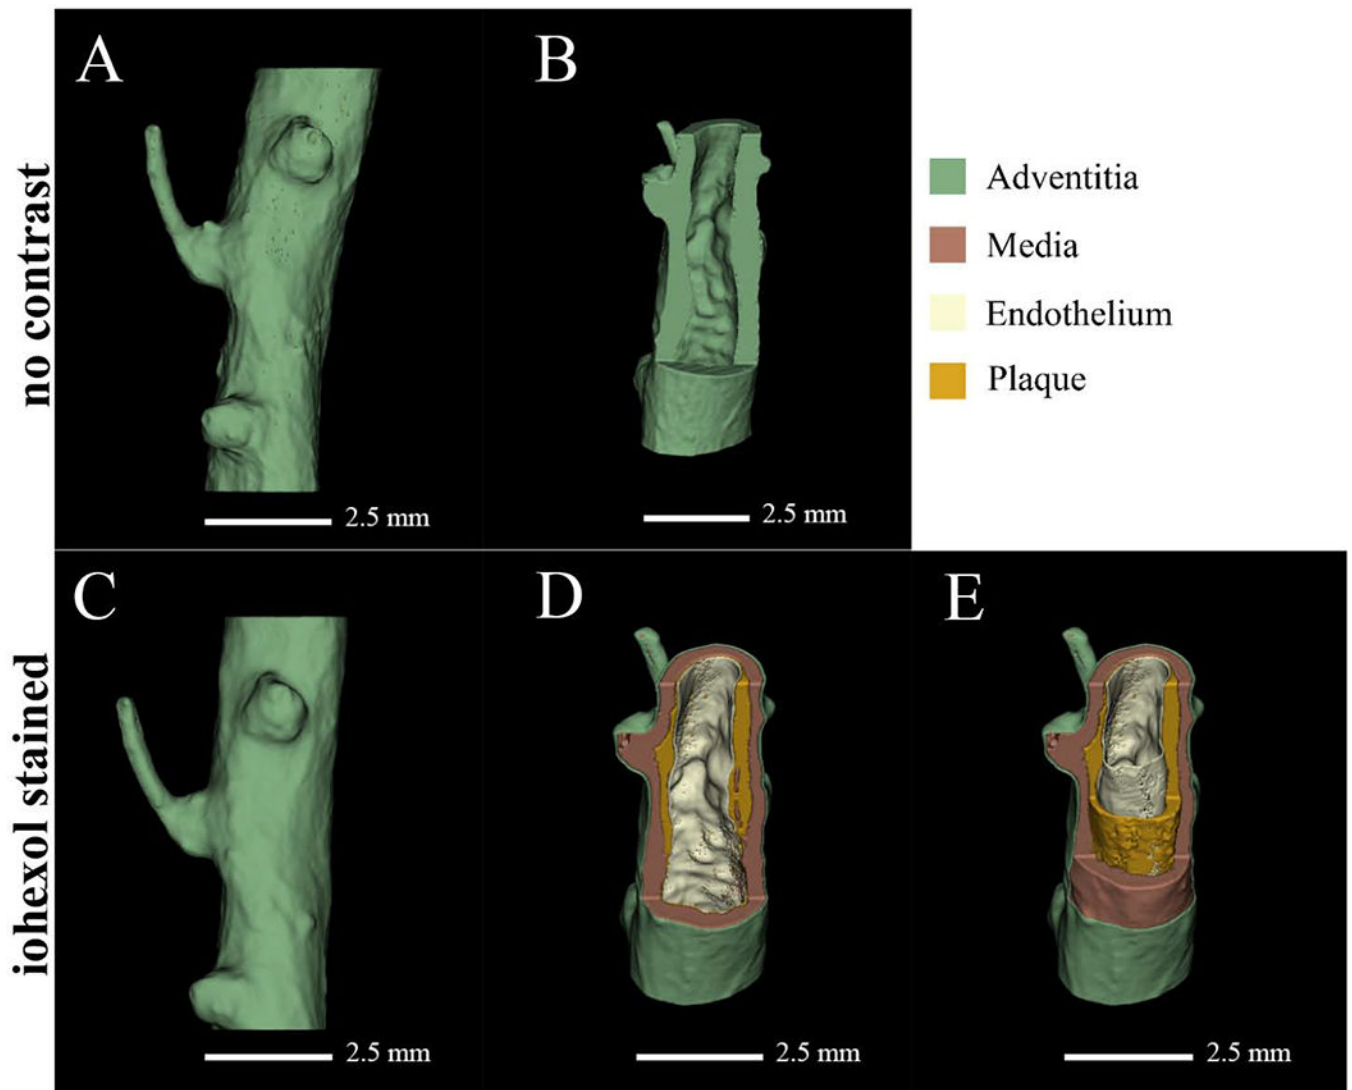 A
B
no contrast
Adventitia
Media
Endothelium
Plaque
2.5 mm
2.5 mm
C
D
E
iohexol stained
2.5 mm
2.5 mm
2.5 mm